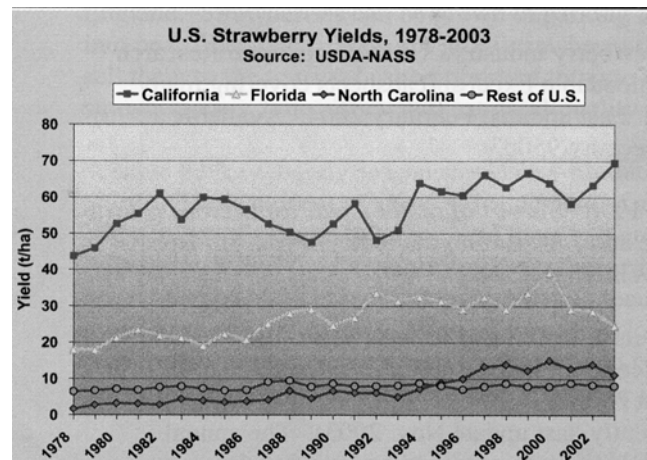 U.S. Strawberry Yields, 1978-2003
Source: USDA-NASS
California Florida North Carolina Rest of U.S.
80
70
60
50
40
30
20
10
0
Yield (t/ha)
1978 1980 1982 1984 1986 1988 1990 1992 1994 1996 1998 2000 2002